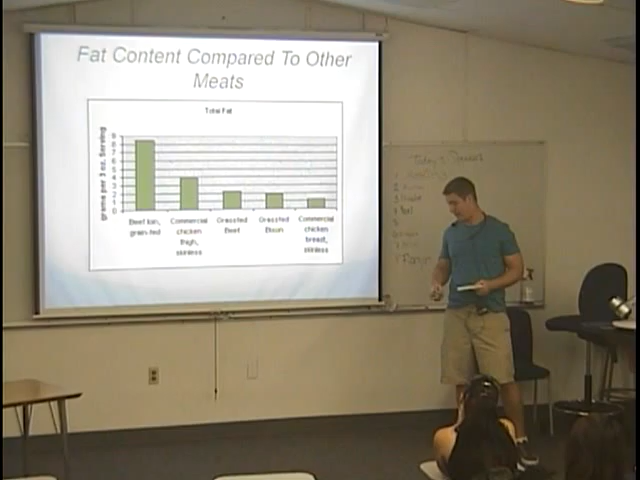 Fat Content Compared To Other
Meats
Total Fat
grams per 3 oz. Serving
9
8
7
6
5
4
3
2
1
0
Beef loin,
grain-fed
Commercial
chicken
thigh,
skinless
Grassfed
Beef
Grassfed
Bison
Commercial
chicken
breast,
skinless
Today's